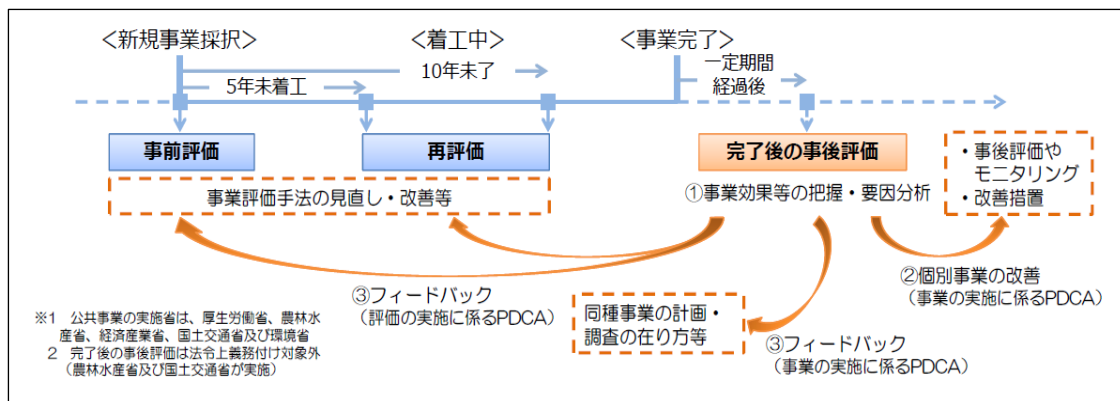 ＜新規事業採択＞
＜着工中＞
＜事業完了＞
10年未了
5年未着工
一定期間
経過後
事前評価
再評価
完了後の事後評価
・事後評価や
モニタリング
・改善措置
事業評価手法の見直し・改善等
①事業効果等の把握・要因分析
②個別事業の改善
（事業の実施に係るPDCA）
③フィードバック
（評価の実施に係るPDCA）
同種事業の計画・
調査の在り方等
③フィードバック
（事業の実施に係るPDCA）
※1　公共事業の実施省は、厚生労働省、農林水
産省、経済産業省、国土交通省及び環境省
2　完了後の事後評価は法令上義務付け対象外
（農林水産省及び国土交通省が実施）